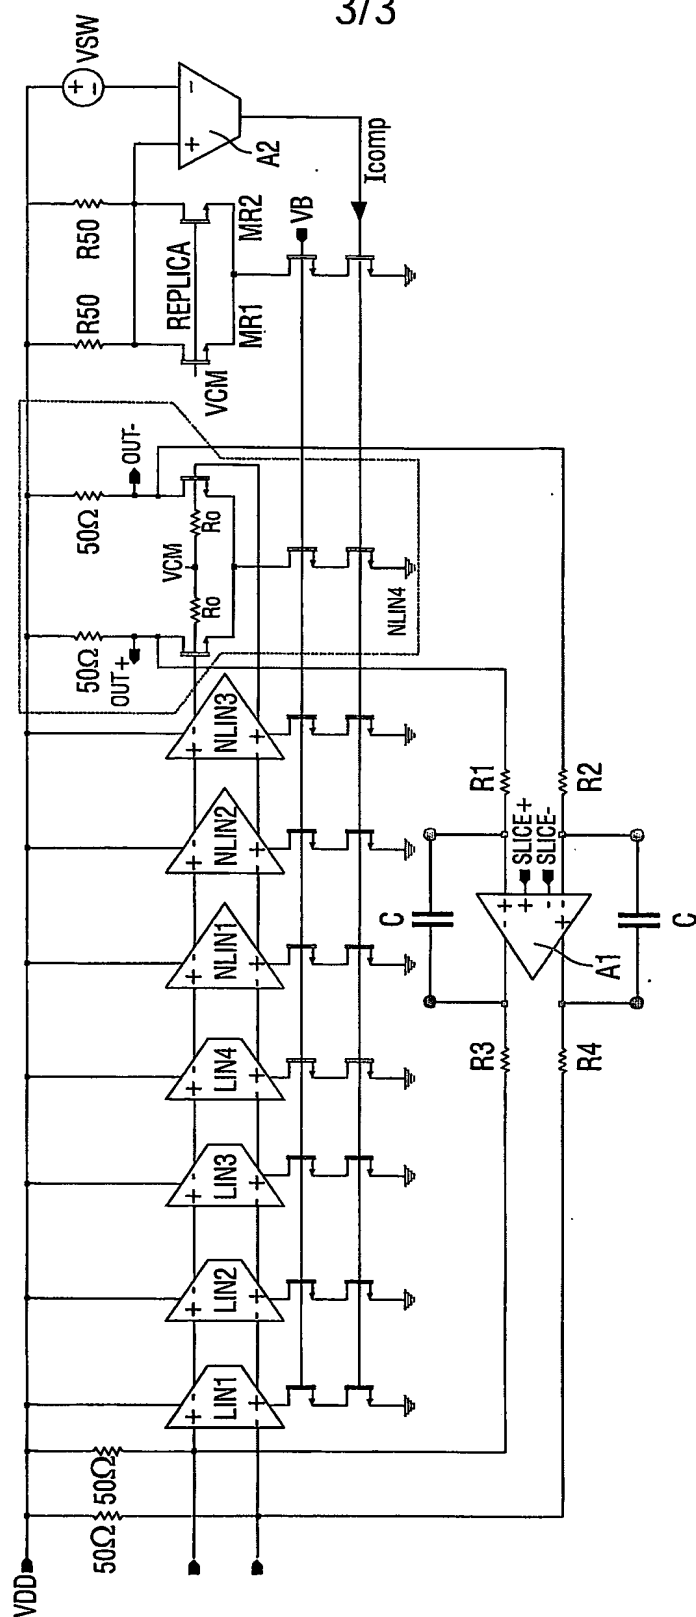 3/3
VDD
50Ω
50Ω
LIN1
LIN2
LIN3
LIN4
NLIN1
NLIN2
NLIN3
NLIN4
50Ω
OUT+
50Ω
OUT-
VCM
Ro
Ro
VCM
R50
R50
REPLICA
MR1
MR2
VSW
A2
VB
Icomp
R1
R2
R3
R4
C
C
SLICE+
SLICE-
A1
+
-